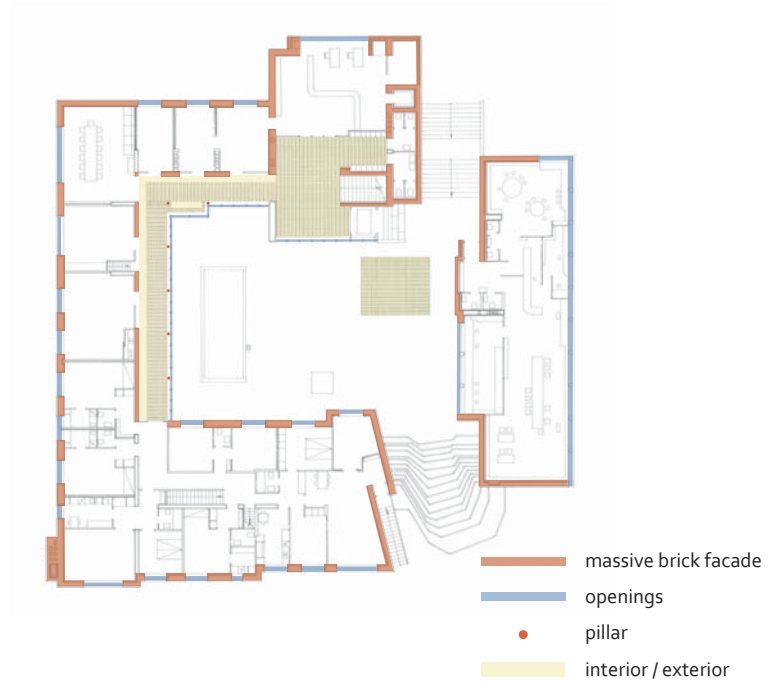 massive brick facade
openings
pillar
interior / exterior